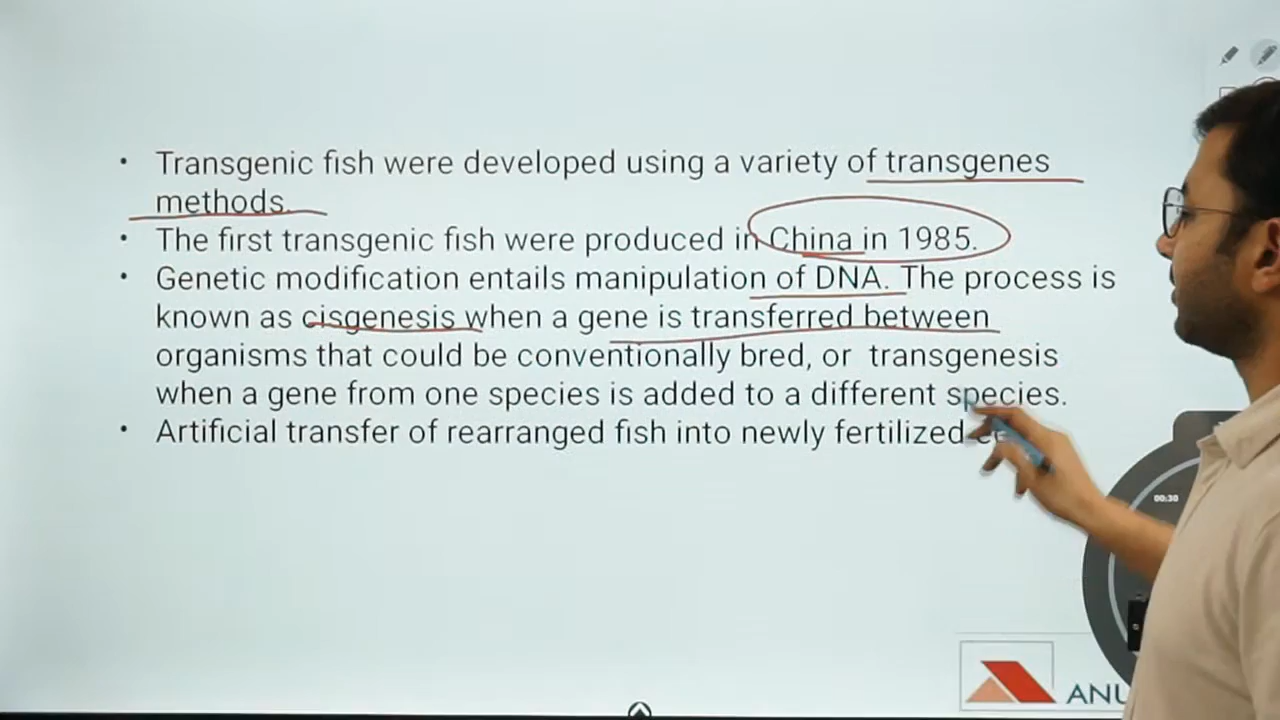 • Transgenic fish were developed using a variety of transgenes
methods.
• The first transgenic fish were produced in China in 1985.
• Genetic modification entails manipulation of DNA. The process is
known as cisgenesis when a gene is transferred between
organisms that could be conventionally bred, or transgenesis
when a gene from one species is added to a different species.
• Artificial transfer of rearranged fish into newly fertilized
00:30
ANU